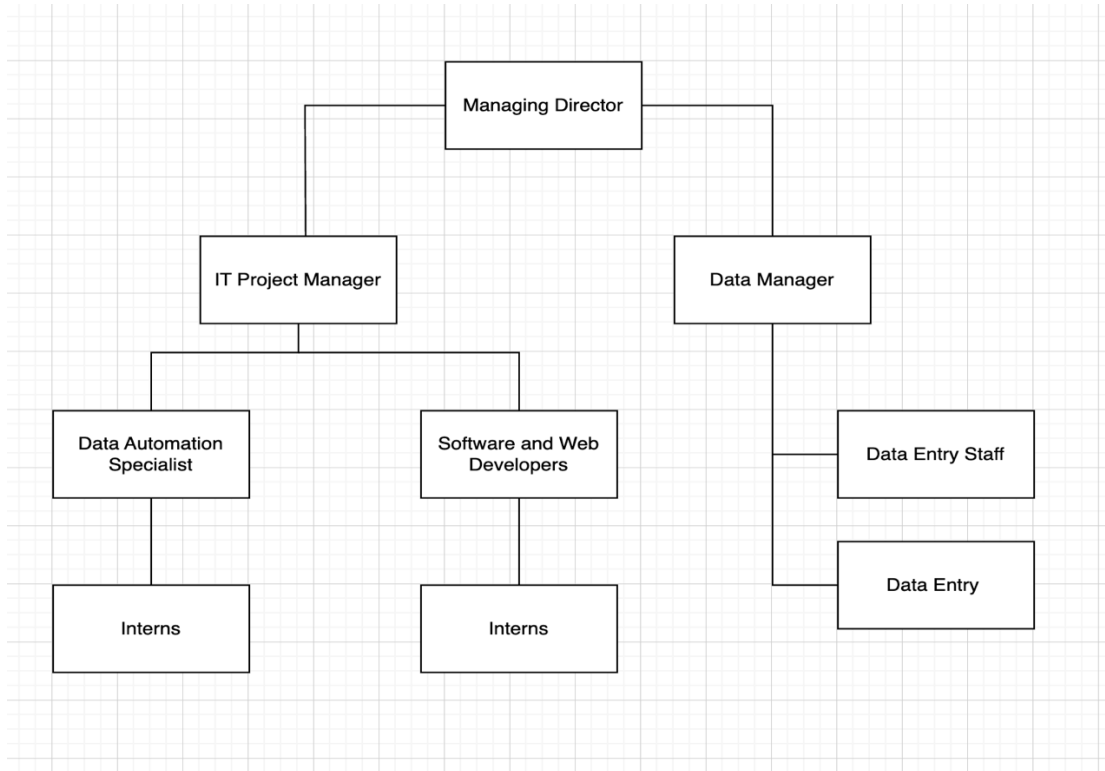 Managing Director
IT Project Manager
Data Manager
Data Automation
Specialist
Software and Web
Developers
Data Entry Staff
Data Entry
Interns
Interns